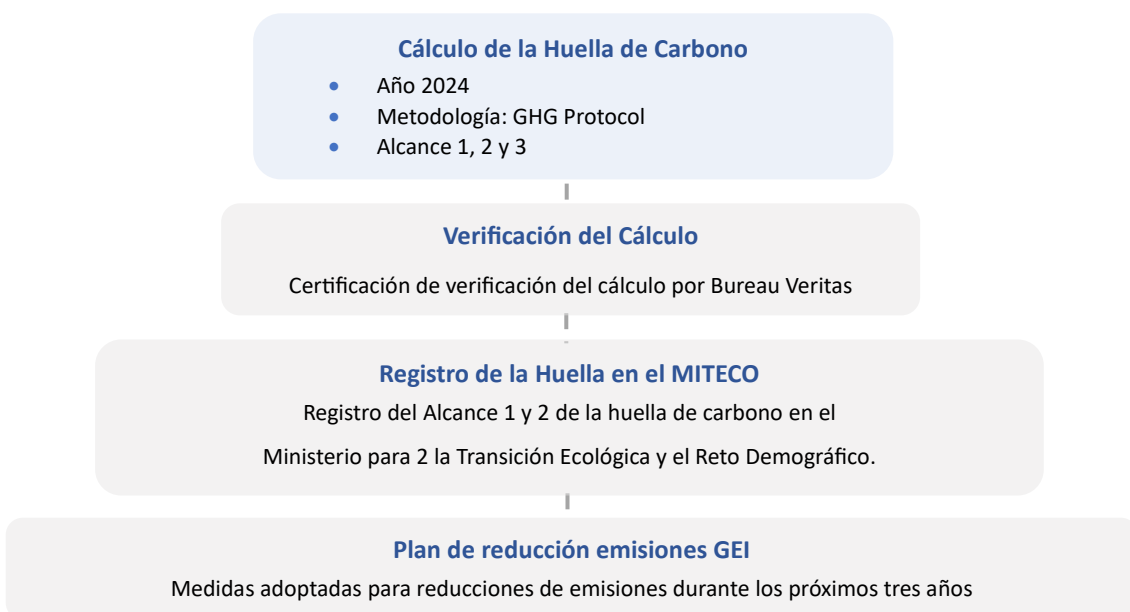 Cálculo de la Huella de Carbono
• Año 2024
• Metodología: GHG Protocol
• Alcance 1, 2 y 3
Verificación del Cálculo
Certificación de verificación del cálculo por Bureau Veritas
Registro de la Huella en el MITECO
Registro del Alcance 1 y 2 de la huella de carbono en el
Ministerio para 2 la Transición Ecológica y el Reto Demográfico.
Plan de reducción emisiones GEI
Medidas adoptadas para reducciones de emisiones durante los próximos tres años